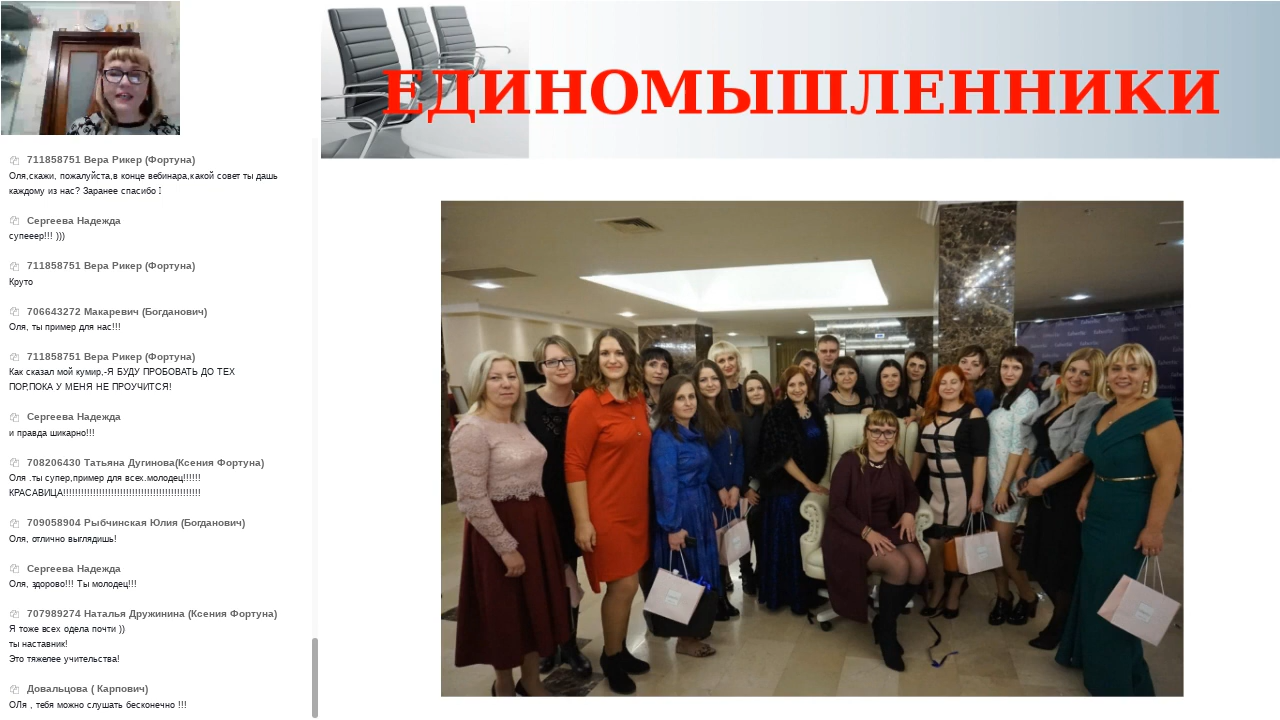 ЕДИНОМЫШЛЕННИКИ
711858751 Вера Рикер (Фортуна)
Оля,скажи, пожалуйста,в конце вебинара,какой совет ты дашь
каждому из нас? Заранее спасибо
Сергеева Надежда
супееер!!! )))
711858751 Вера Рикер (Фортуна)
Круто
706643272 Макаревич (Богданович)
Оля, ты пример для нас!!!
711858751 Вера Рикер (Фортуна)
Как сказал мой кумир,-Я БУДУ ПРОБОВАТЬ ДО ТЕХ
ПОР,ПОКА У МЕНЯ НЕ ПРОУЧИТСЯ!
Сергеева Надежда
и правда шикарно!!!
708206430 Татьяна Дугинова(Ксения Фортуна)
Оля .ты супер,пример для всех.молодец!!!!!!
КРАСАВИЦА!!!!!!!!!!!!!!!!!!!!!!!!!!!!!!!!!!!!!!!!!!!!!!
709058904 Рыбчинская Юлия (Богданович)
Оля, отлично выглядишь!
Сергеева Надежда
Оля, здорово!!! Ты молодец!!!
707989274 Наталья Дружинина (Ксения Фортуна)
Я тоже всех одела почти ))
ты наставник!
Это тяжелее учительства!
Довальцова ( Карпович)
ОЛя , тебя можно слушать бесконечно !!!